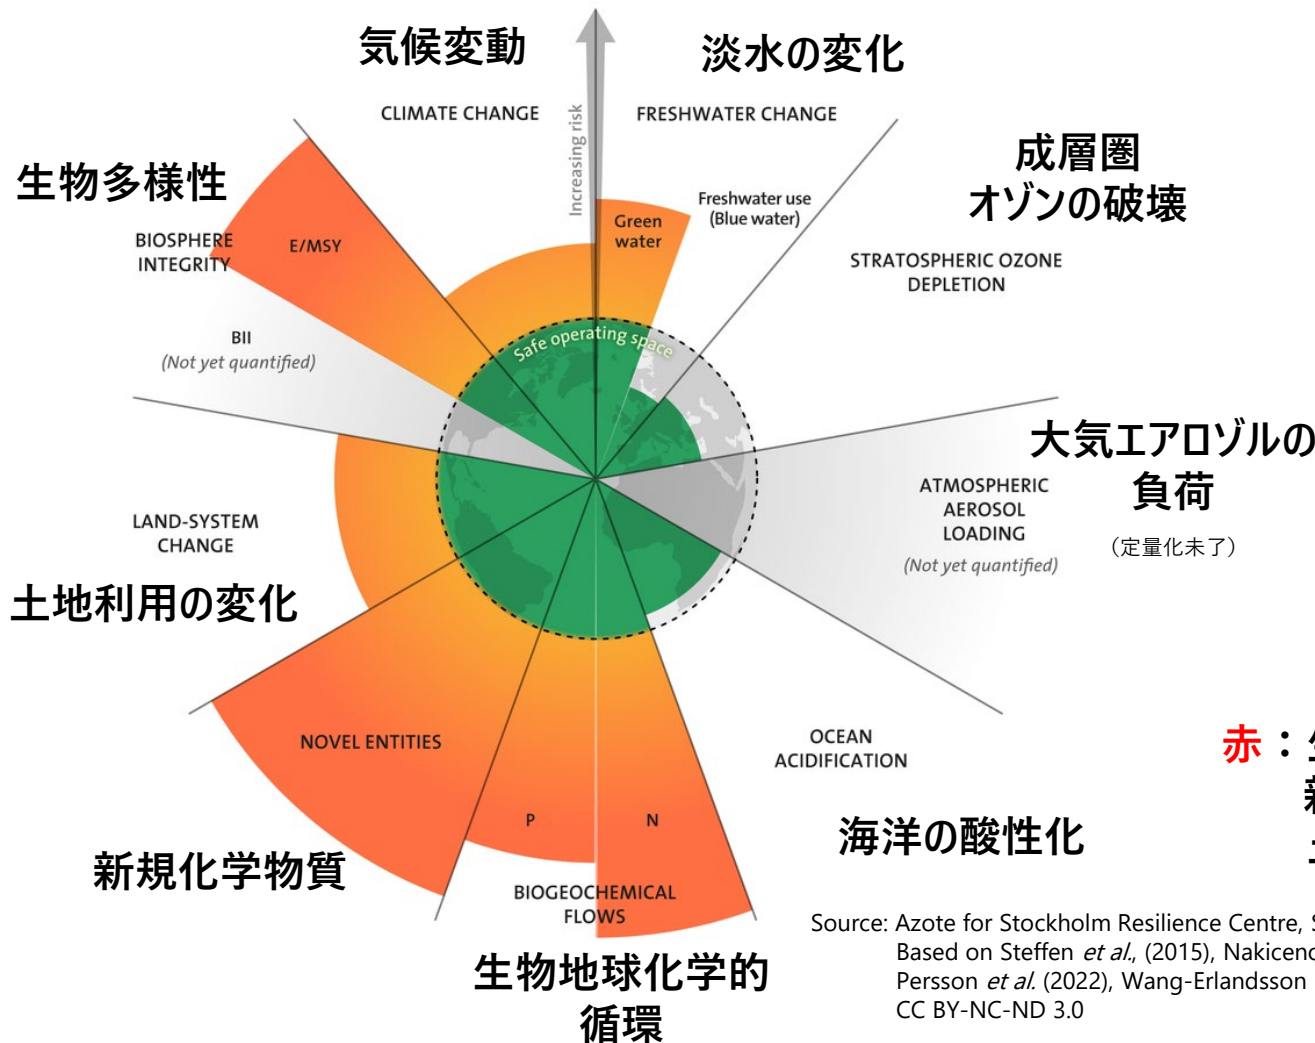 気候変動
淡水の変化
CLIMATE CHANGE
Increasing risk
FRESHWATER CHANGE
成層圏
オゾンの破壊
生物多様性
Freshwater use
(Blue water)
Green
water
BIOSPHERE
INTEGRITY
E/MSY
STRATOSPHERIC OZONE
DEPLETION
Safe operating space
BII
(Not yet quantified)
大気エアロゾルの
負荷
ATMOSPHERIC
AEROSOL
LOADING
(Not yet quantified)
(定量化未了)
LAND-SYSTEM
CHANGE
土地利用の変化
NOVEL ENTITIES
OCEAN
ACIDIFICATION
赤：
P
N
海洋の酸性化
新規化学物質
BIOGEOCHEMICAL
FLOWS
生物地球化学的
循環
Source: Azote for Stockholm Resilience Centre,
Based on Steffen et al., (2015),
Persson et al. (2022), Wang-Erlandsson
CC BY-NC-ND 3.0